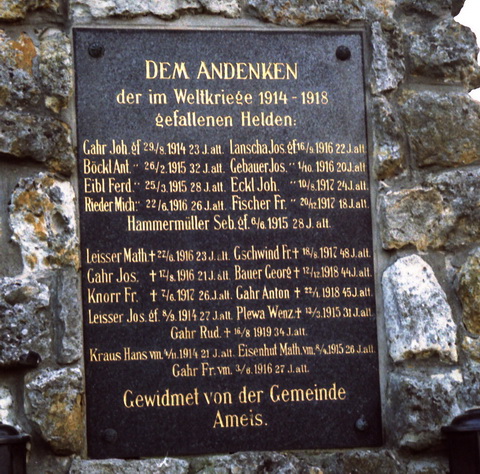 DEM ANDENKEN
der im Weltkriege 1914 - 1918
gefallenen Helden:
Gahr Joh. gf 29/8. 1914 23 J. alt. Lanscha Jos. gf 16/9. 1916 22 J. alt.
Böckl Ant. " 26/2. 1915 32 J. alt. Gebauer Jos. " 1/10. 1916 20 J. alt.
Eibl Ferd. " 25/3. 1915 28 J. alt. Eckl Joh. " 10/8. 1917 24 J. alt.
Rieder Mich. " 22/6. 1916 26 J. alt. Fischer Fr. " 20/12. 1917 18 J. alt.
Hammermüller Seb. gf. 6/6. 1915 28 J. alt.
Leisser Math. + 22/6. 1916 23 J. alt. Gschwind Fr. + 18/8. 1917 48 J. alt.
Gahr Jos. + 17/8. 1916 21 J. alt. Bauer Georg + 12/12. 1918 44 J. alt.
Knorr Fr. + 7/6. 1917 26 J. alt. Gahr Anton + 22/1. 1918 45 J. alt.
Leisser Jos. gf. 8/9. 1914 27 J. alt. Plewa Wenz. + 13/3. 1915 31 J. alt.
Gahr Rud. + 16/8 1919 34 J. alt.
Kraus Hans vm. 6/11. 1914 21 J. alt. Eisenhut Math. vm. 8/4. 1915 26 J. alt.
Gahr Fr. vm. 3/6. 1916 27 J. alt.
Gewidmet von der Gemeinde
Ameis.